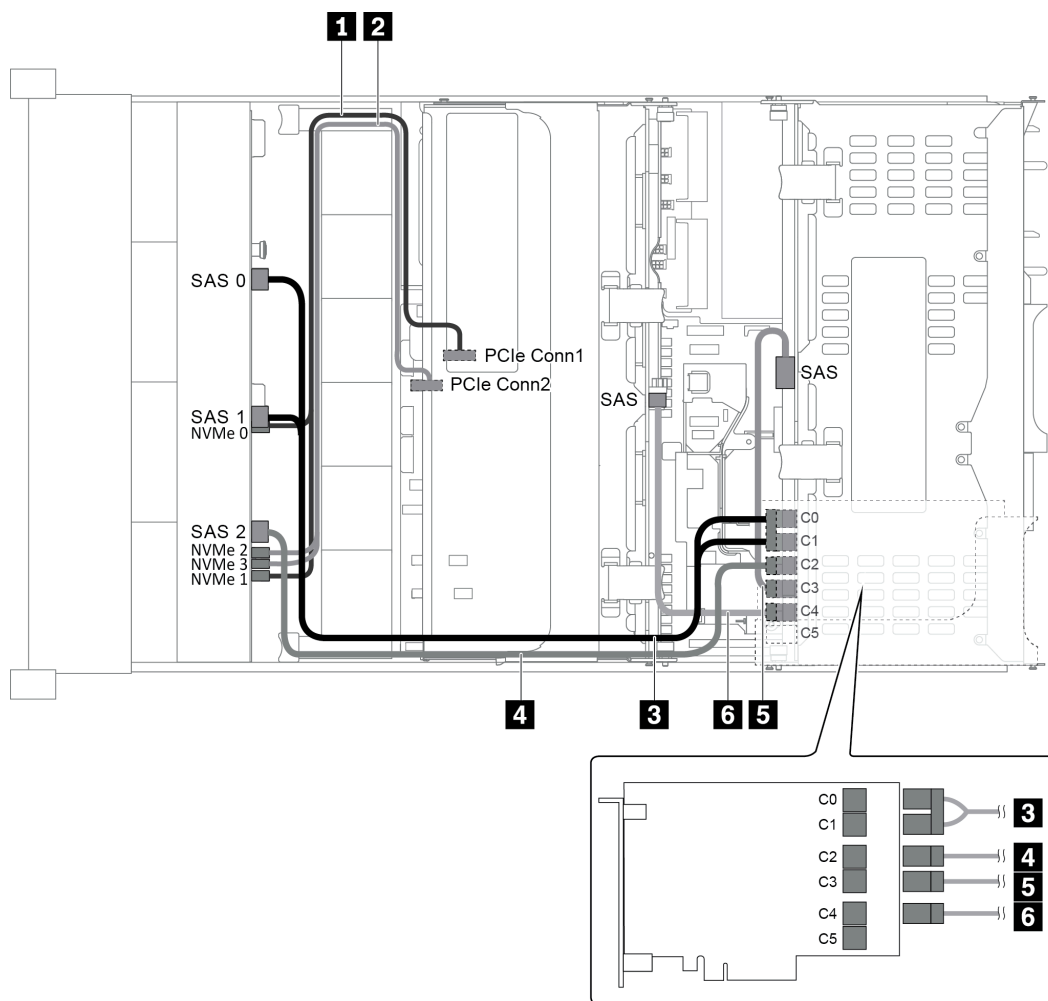 1 2
SAS 0
PCIe Conn1
PCIe Conn2
SAS
SAS
SAS 1
NVMe 0
SAS 2
NVMe 2
NVMe 3
NVMe 1
C0
C1
C2
C3
C4
C5
4 3 6 5
C0
C1
3
C2
4
C3
5
C4
6
C5